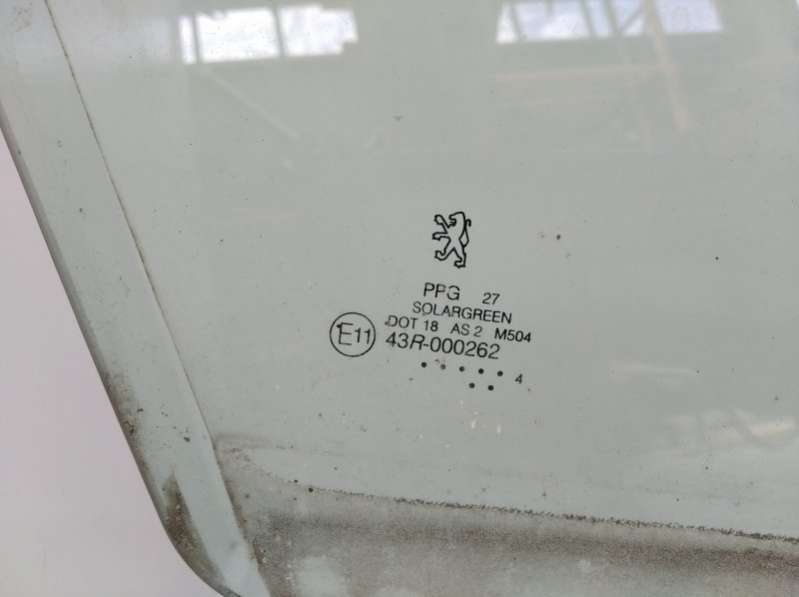 PPG 27
SOLARGREEN
DOT 18 AS 2 M504
E11 43R-000262
4